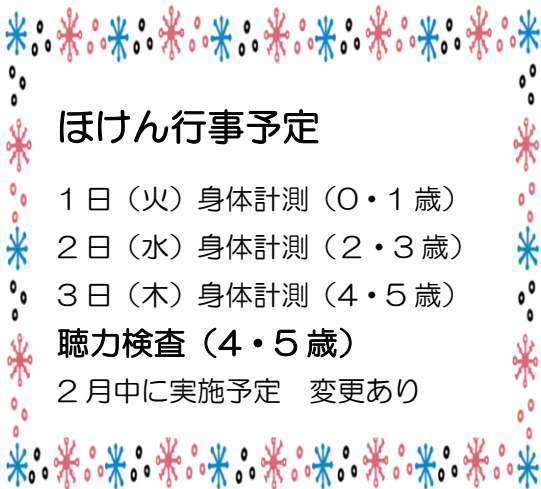 ほけん行事予定
1日（火）身体計測（0・1歳）
2日（水）身体計測（2・3歳）
3日（木）身体計測（4・5歳）
聴力検査（4・5歳）
2月中に実施予定　変更あり